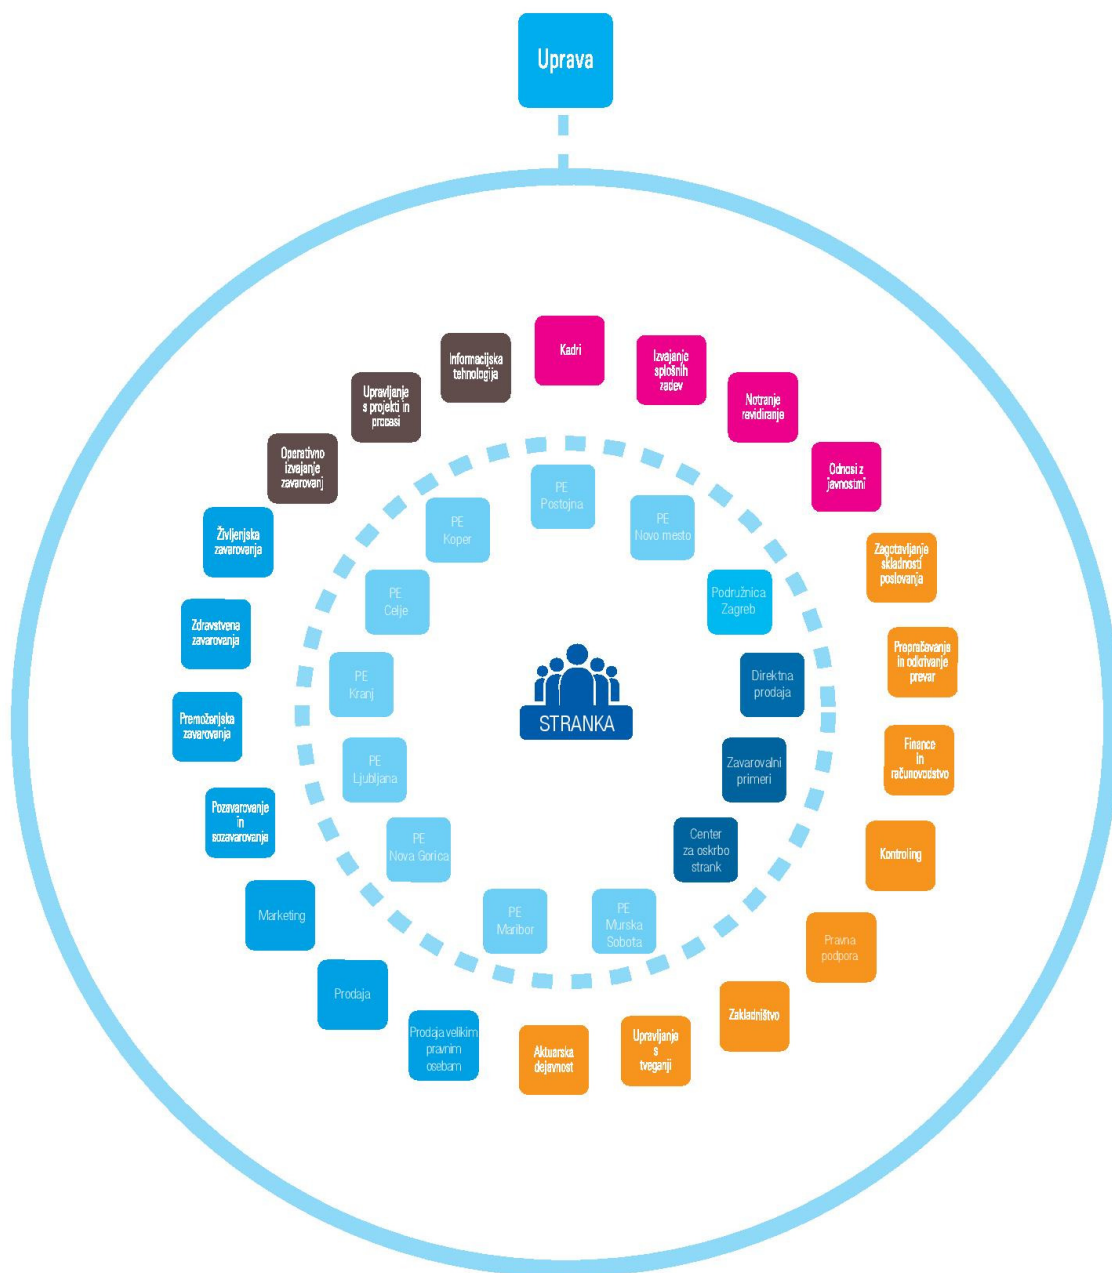 Uprava
Kadri
Izvajanje
splošnih
zadev
Notranje
revidiranje
Odnosi z
javnostmi
Zagotavljanje
skladnosti
poslovanja
Preprečevanje
in odkrivanje
prevar
Finance
in
računovodstvo
Kontroling
Pravna
podpora
Zakladništvo
Upravljanje
s
tveganji
Aktuarska
dejavnost
Prodaja velikim
pravnim
osebam
Prodaja
Marketing
Pozavarovanje
in
sozavarovanje
Premoženjska
zavarovanja
Zdravstvena
zavarovanja
Življenjska
zavarovanja
Operativno
izvajanje
zavarovanj
Upravljanje
s projekti in
procesi
Informacijska
tehnologija
PE
Postojna
PE
Novo mesto
Podružnica
Zagreb
Direktna
prodaja
Zavarovalni
primeri
Center
za oskrbo
strank
PE
Murska
Sobota
PE
Maribor
PE
Nova Gorica
PE
Ljubljana
PE
Kranj
PE
Celje
PE
Koper
STRANKA